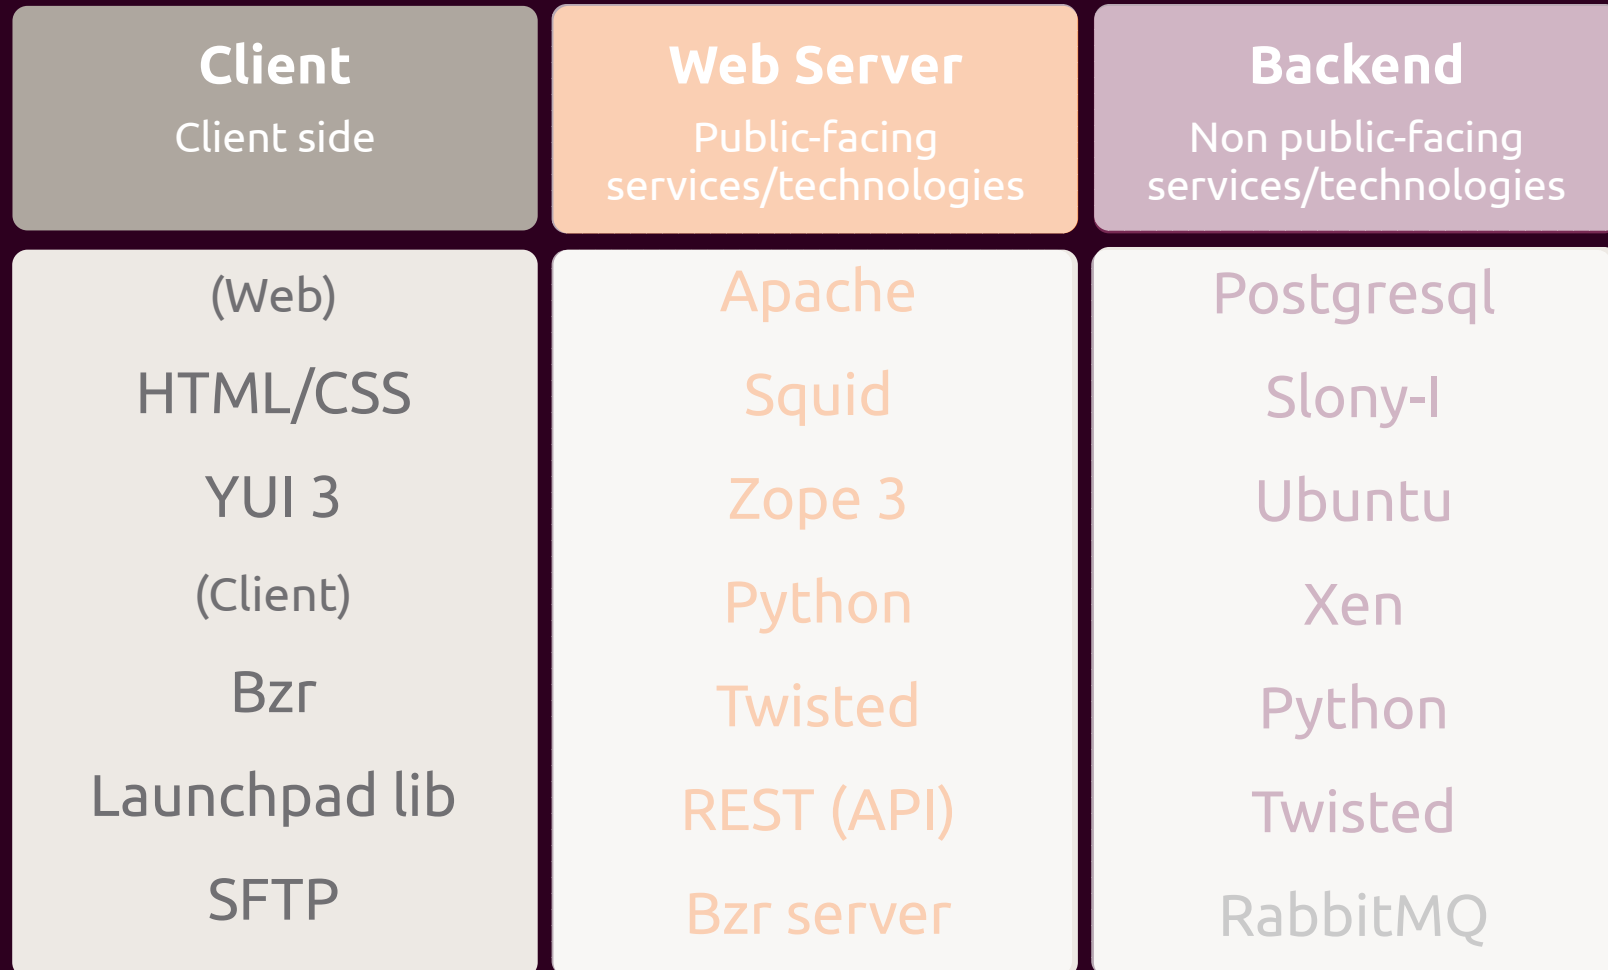 Client
Client side
(Web)
HTML/CSS
YUI 3
(Client)
Bzr
Launchpad lib
SFTP
Web Server
Public-facing
services/technologies
Apache
Squid
Zope 3
Python
Twisted
REST (API)
Bzr server
Backend
Non public-facing
services/technologies
Postgresql
Slony-I
Ubuntu
Xen
Python
Twisted
RabbitMQ